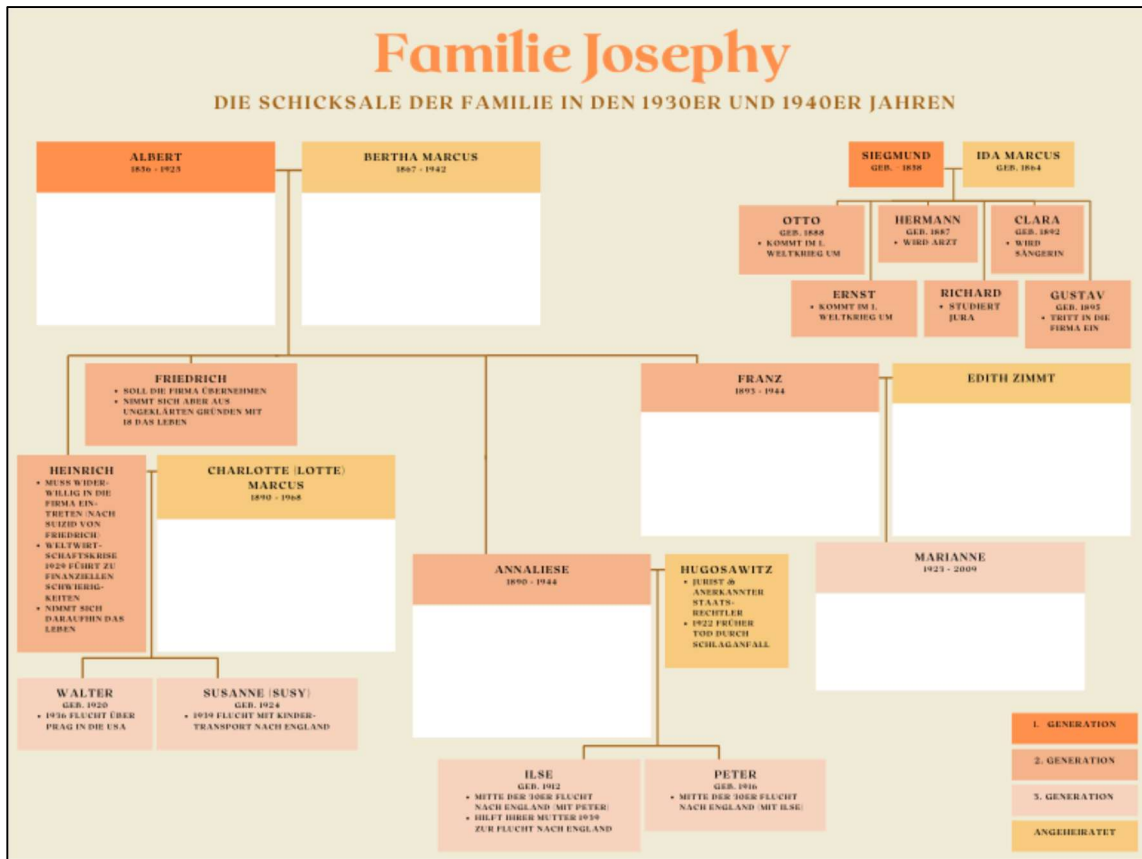 Familie Josephy
DIE SCHICKSALE DER FAMILIE IN DEN 1930ER UND 1940ER JAHREN
ALBERT
1836 - 1923
BERTHA MARCUS
1867 - 1942
SIEGMUND
GEB. 1858
IDA MARCUS
GEB. 1864
OTTO
GEB. 1888
• KOMMT IM 1.
WELTKRIEG UM
HERMANN
GEB. 1887
• WIRD ARZT
CLARA
GEB. 1892
• WIRD
SÄNGERIN
ERNST
• KOMMT IM 1.
WELTKRIEG UM
RICHARD
• STUDIERT
JURA
GUSTAV
GEB. 1895
• TRITT IN DIE
FIRMA EIN
FRIEDRICH
• SOLL DIE FIRMA ÜBERNEHMEN
• NIMMT SICH ABER AUS
UNGEKLÄRTEN GRÜNDEN MIT
18 DAS LEBEN
FRANZ
1893 - 1944
EDITH ZIMMT
HEINRICH
• MUSS WIDER-
WILLIG IN DIE
FIRMA EIN-
TRETEN (NACH
SUIZID VON
FRIEDRICH)
• WELTWIRT-
SCHAFTSKRISE
1929 FÜHRT ZU
FINANZIELLEN
SCHWIERIG-
KEITEN
• NIMMT SICH
DARAUFHIN DAS
LEBEN
CHARLOTTE (LOTTE)
MARCUS
1890 - 1968
ANNALIESE
1890 - 1944
HUGOSAWITZ
• JURIST &
ANERKANNTER
STAATS-
RECHTLER
• 1922 FRÜHER
TOD DURCH
SCHLAGANFALL
MARIANNE
1923 - 2009
WALTER
GEB. 1920
• 1936 FLUCHT ÜBER
PRAG IN DIE USA
SUSANNE (SUSY)
GEB. 1924
• 1939 FLUCHT MIT KINDER-
TRANSPORT NACH ENGLAND
ILSE
GEB. 1912
• MITTE DER '30ER FLUCHT
NACH ENGLAND (MIT PETER)
• HILFT IHRER MUTTER 1939
ZUR FLUCHT NACH ENGLAND
PETER
GEB. 1916
• MITTE DER '30ER FLUCHT
NACH ENGLAND (MIT ILSE)
1. GENERATION
2. GENERATION
3. GENERATION
ANGEHEIRATET